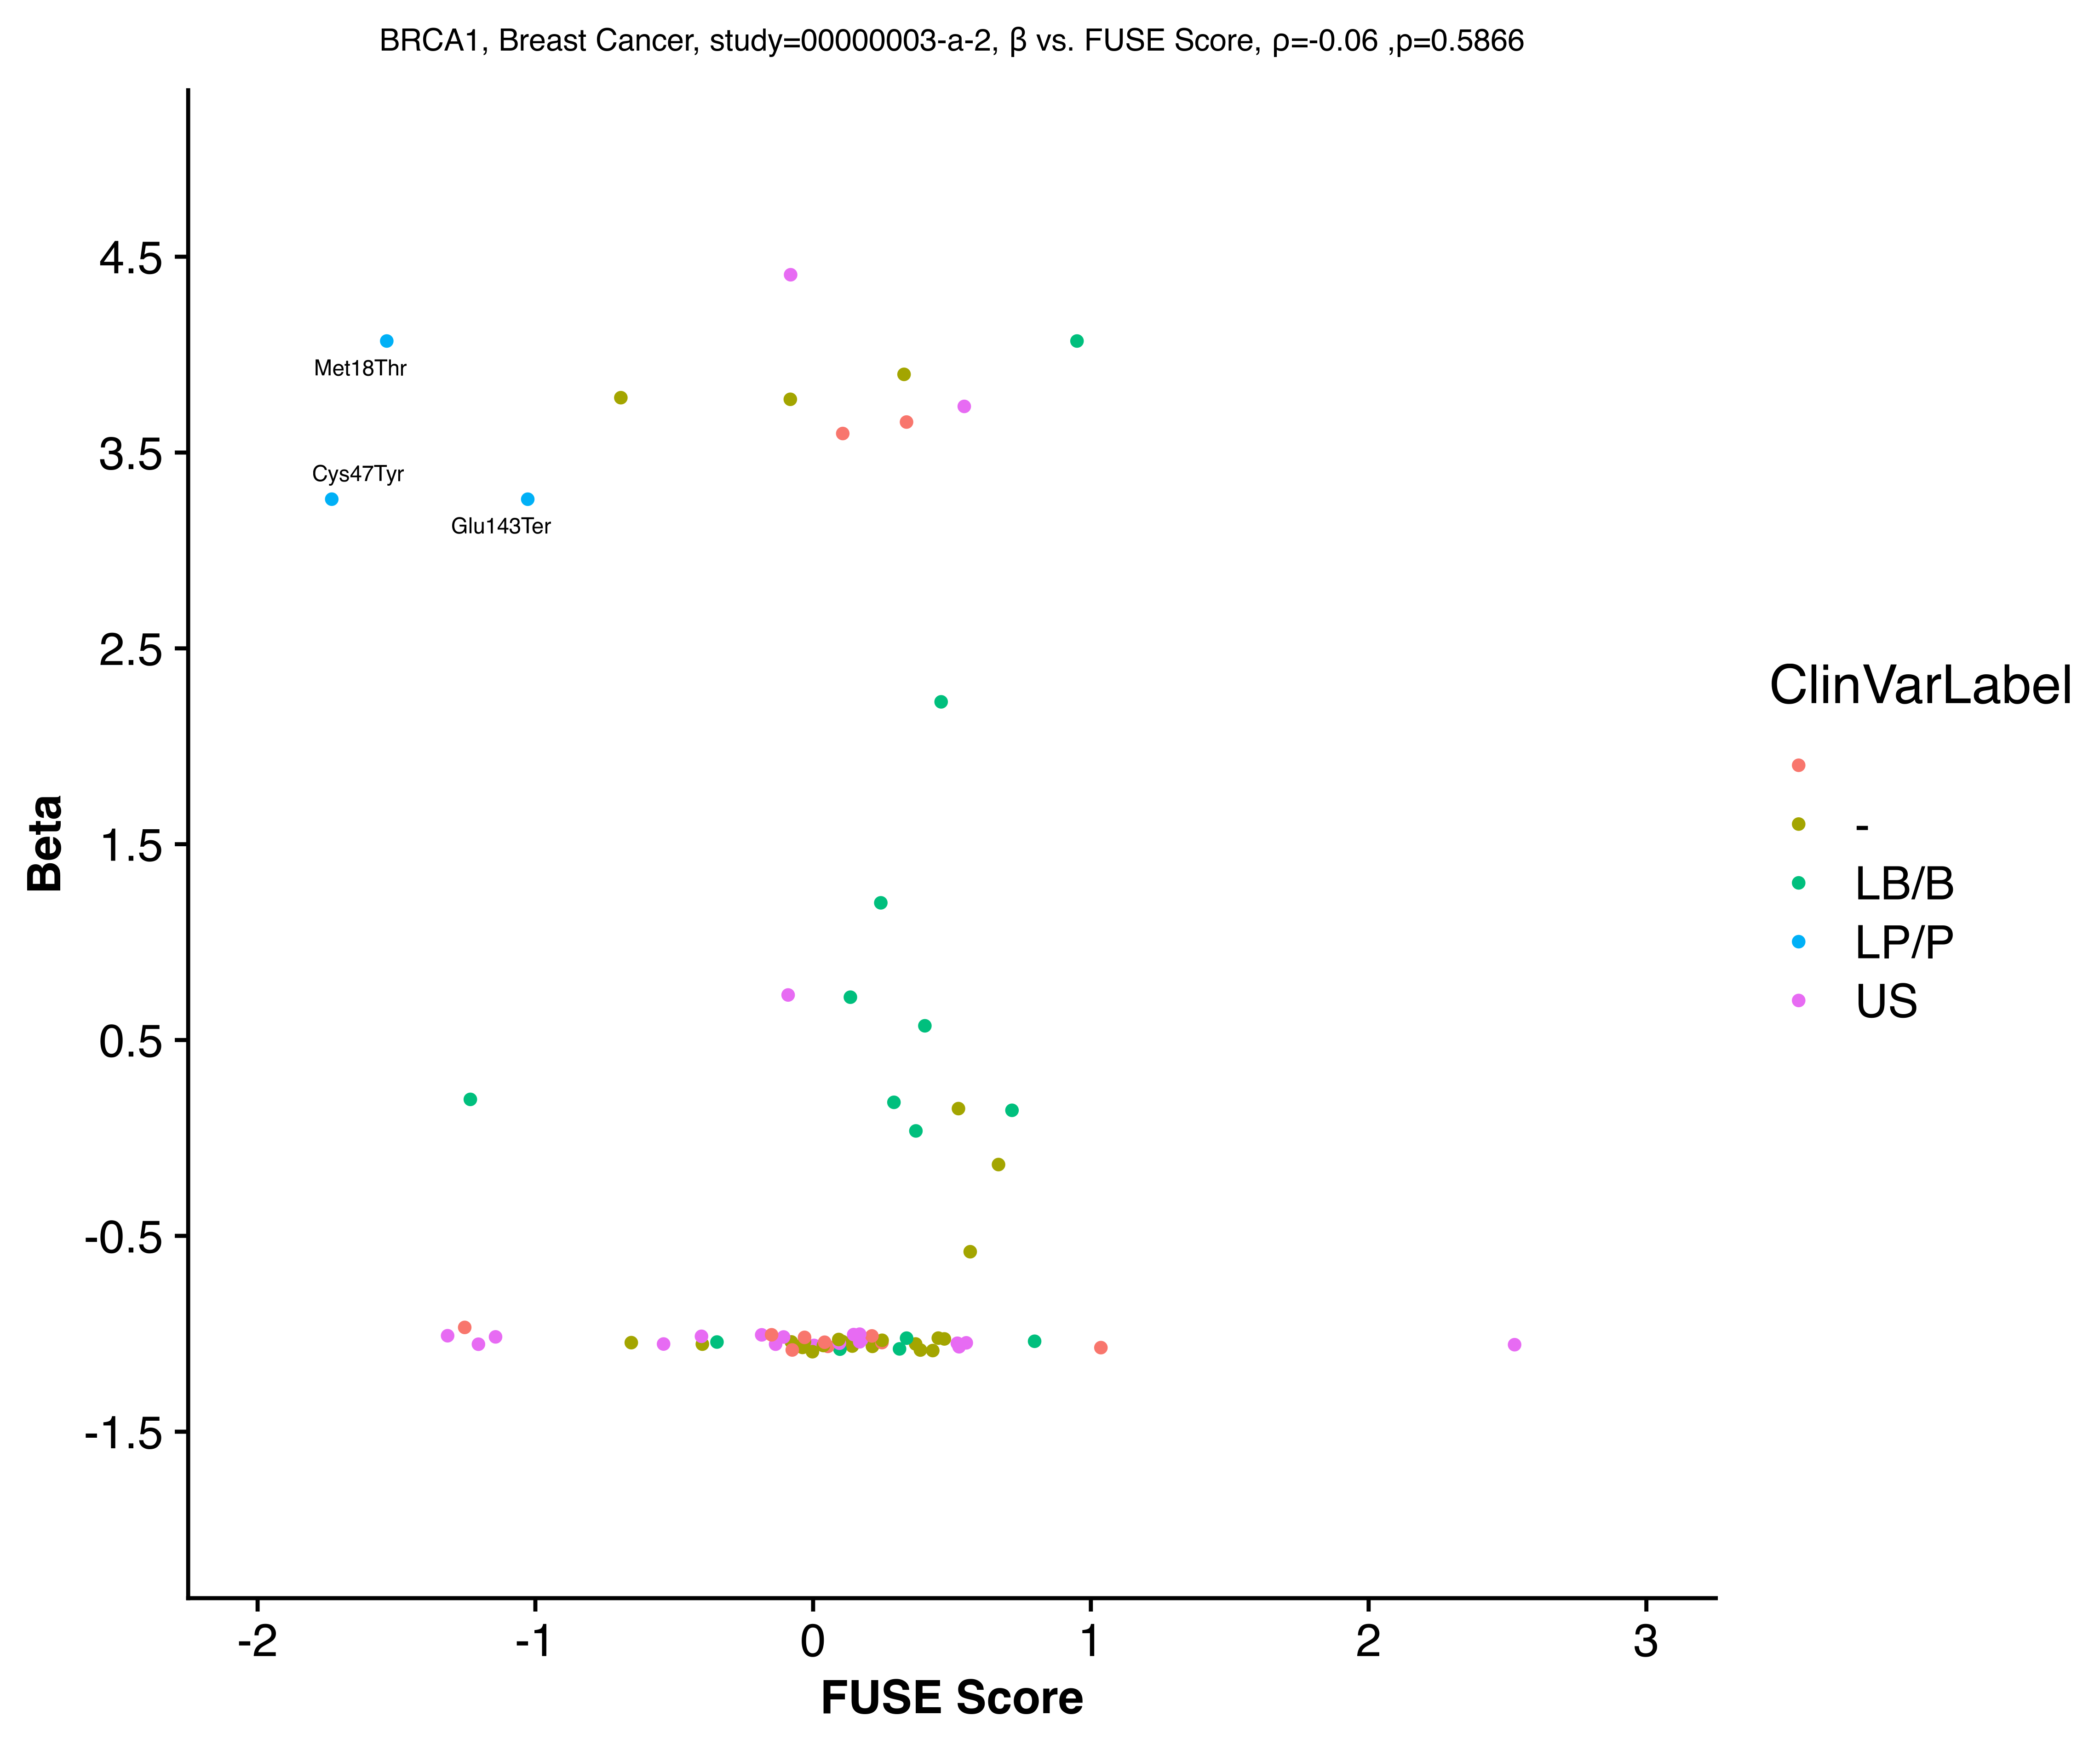 BRCA1, Breast Cancer, study=00000003-a-2, β vs. FUSE Score, ρ=-0.06 ,p=0.5866
4.5
3.5
2.5
1.5
0.5
-0.5
-1.5
Beta
Met18Thr
Cys47Tyr
Glu143Ter
-2
-1
0
1
2
3
FUSE Score
ClinVarLabel
-
LB/B
LP/P
US